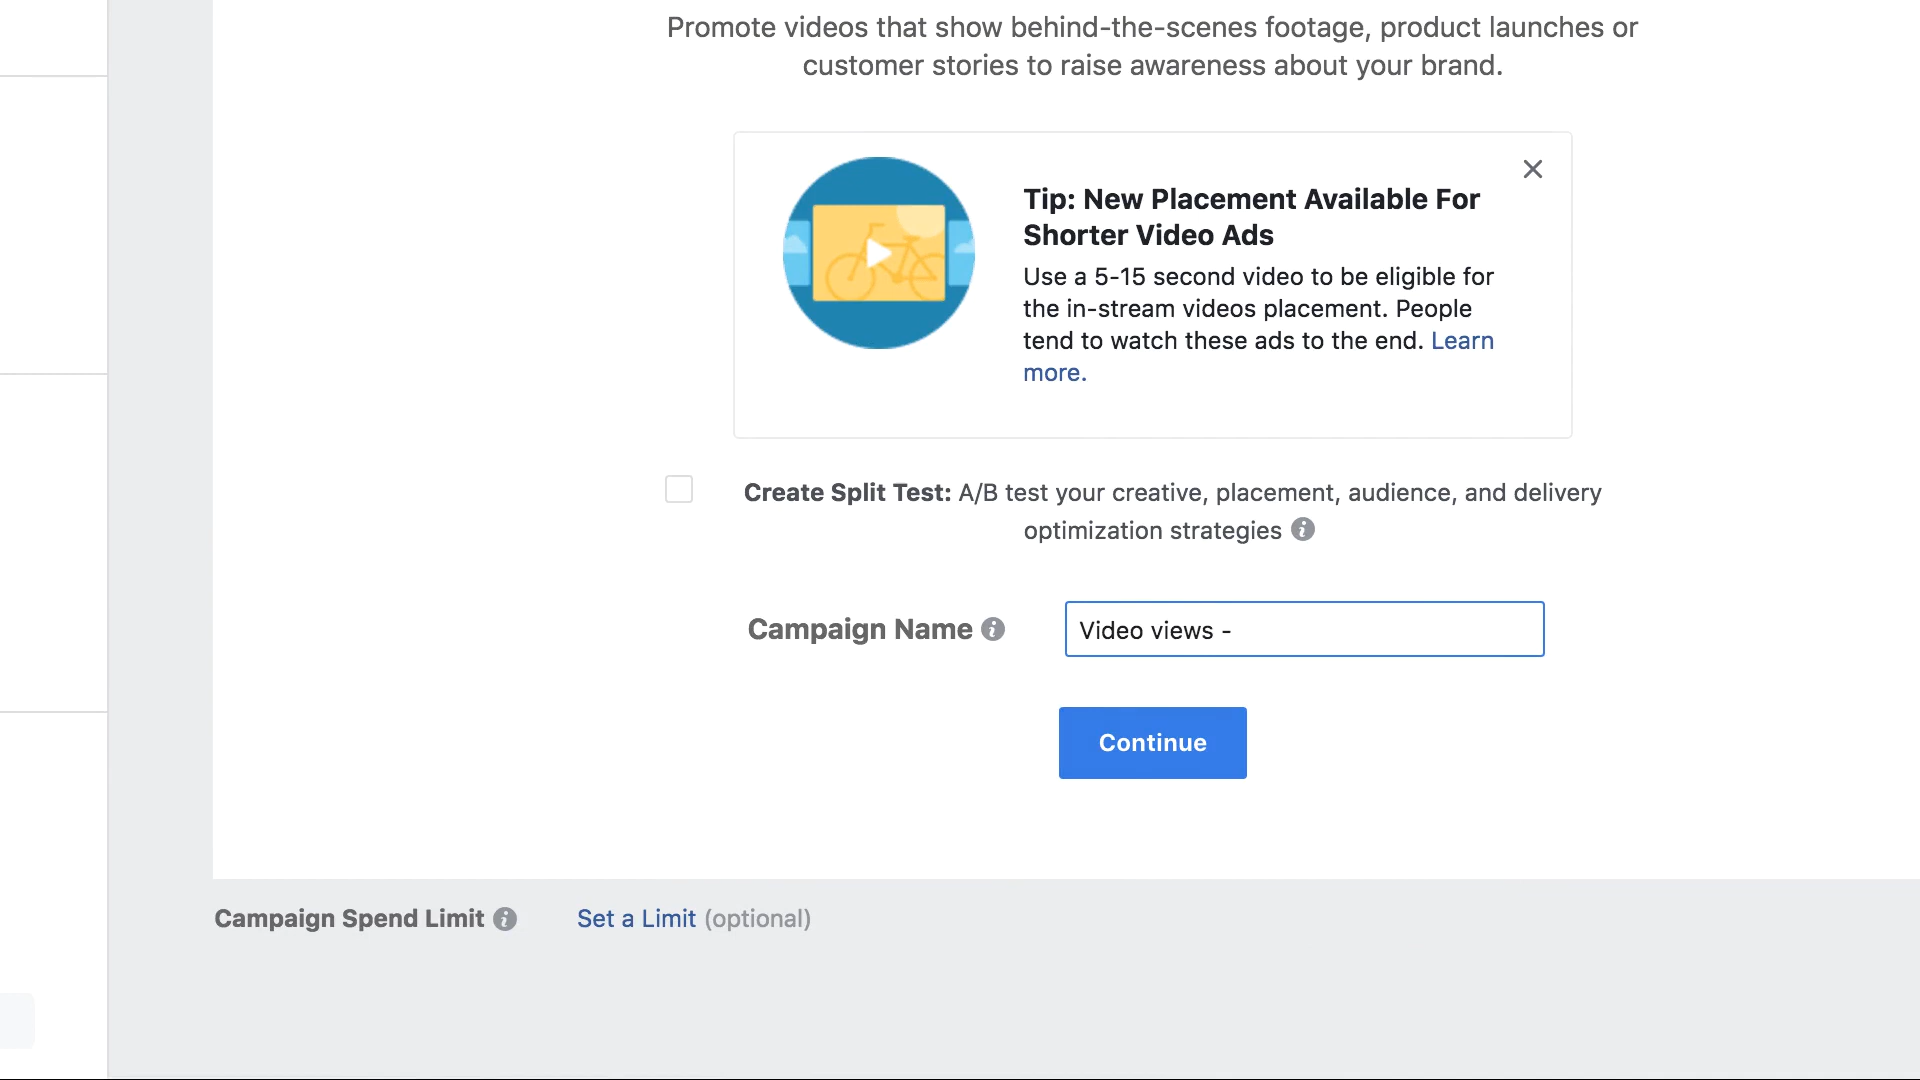 Promote videos that show behind-the-scenes footage, product launches or
customer stories to raise awareness about your brand.
Tip: New Placement Available For
Shorter Video Ads
Use a 5-15 second video to be eligible for
the in-stream videos placement. People
tend to watch these ads to the end. Learn
more.
Create Split Test: A/B test your creative, placement, audience, and delivery
optimization strategies
Campaign Name
Video views -
Continue
Campaign Spend Limit
Set a Limit (optional)